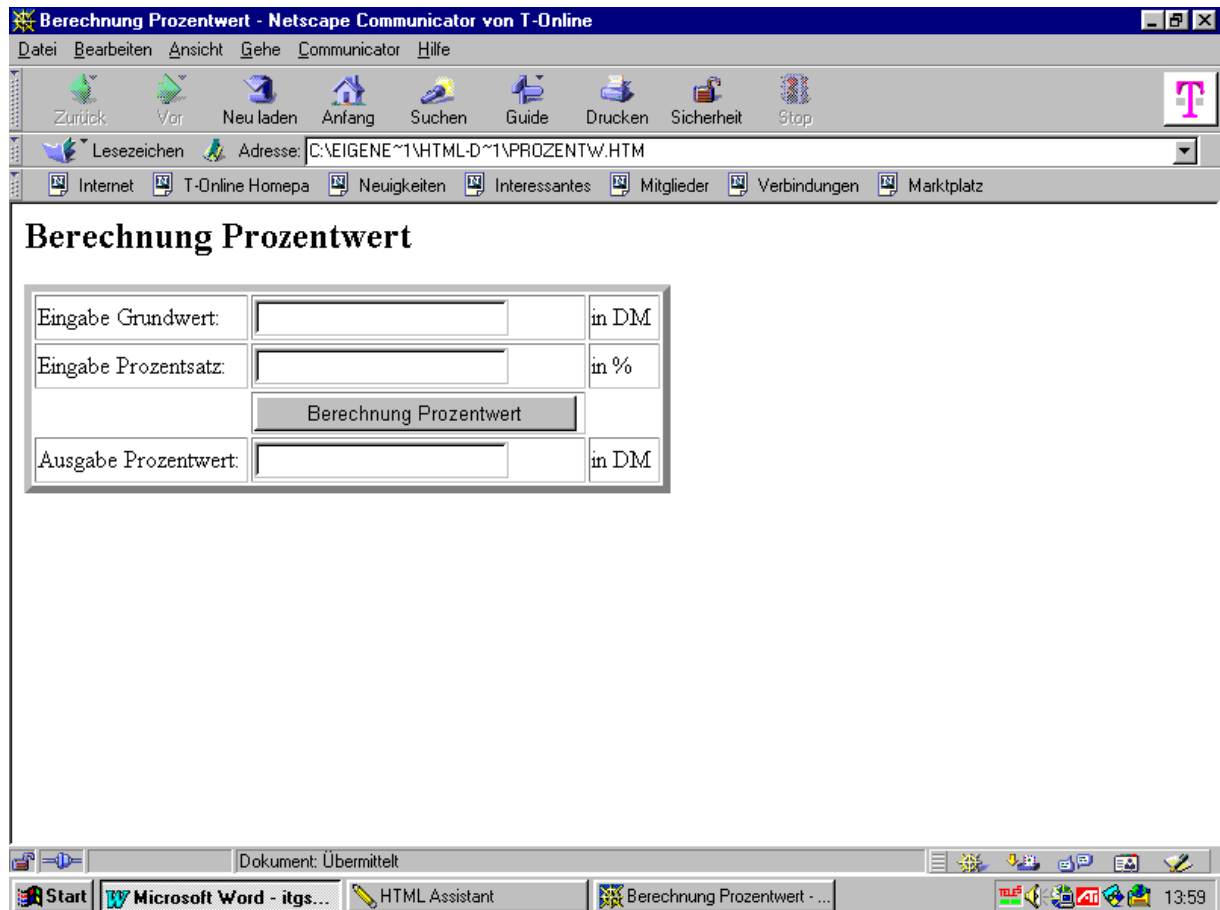 Berechnung Prozentwert - Netscape Communicator von T-Online
Datei Bearbeiten Ansicht Gehe Communicator Hilfe
Zurück Vor Neu laden Anfang Suchen Guide Drucken Sicherheit Stop
T
Lesezeichen Adresse: C:\EIGENE~1\HTML-D~1\PROZENTW.HTM
Internet T-Online Homepa Neuigkeiten Interessantes Mitglieder Verbindungen Marktplatz
Berechnung Prozentwert
Eingabe Grundwert: in DM
Eingabe Prozentsatz: in %
Berechnung Prozentwert
Ausgabe Prozentwert: in DM
Dokument: Übermittelt
Start Microsoft Word - itgs... HTML Assistant Berechnung Prozentwert - ... ATI 13:59